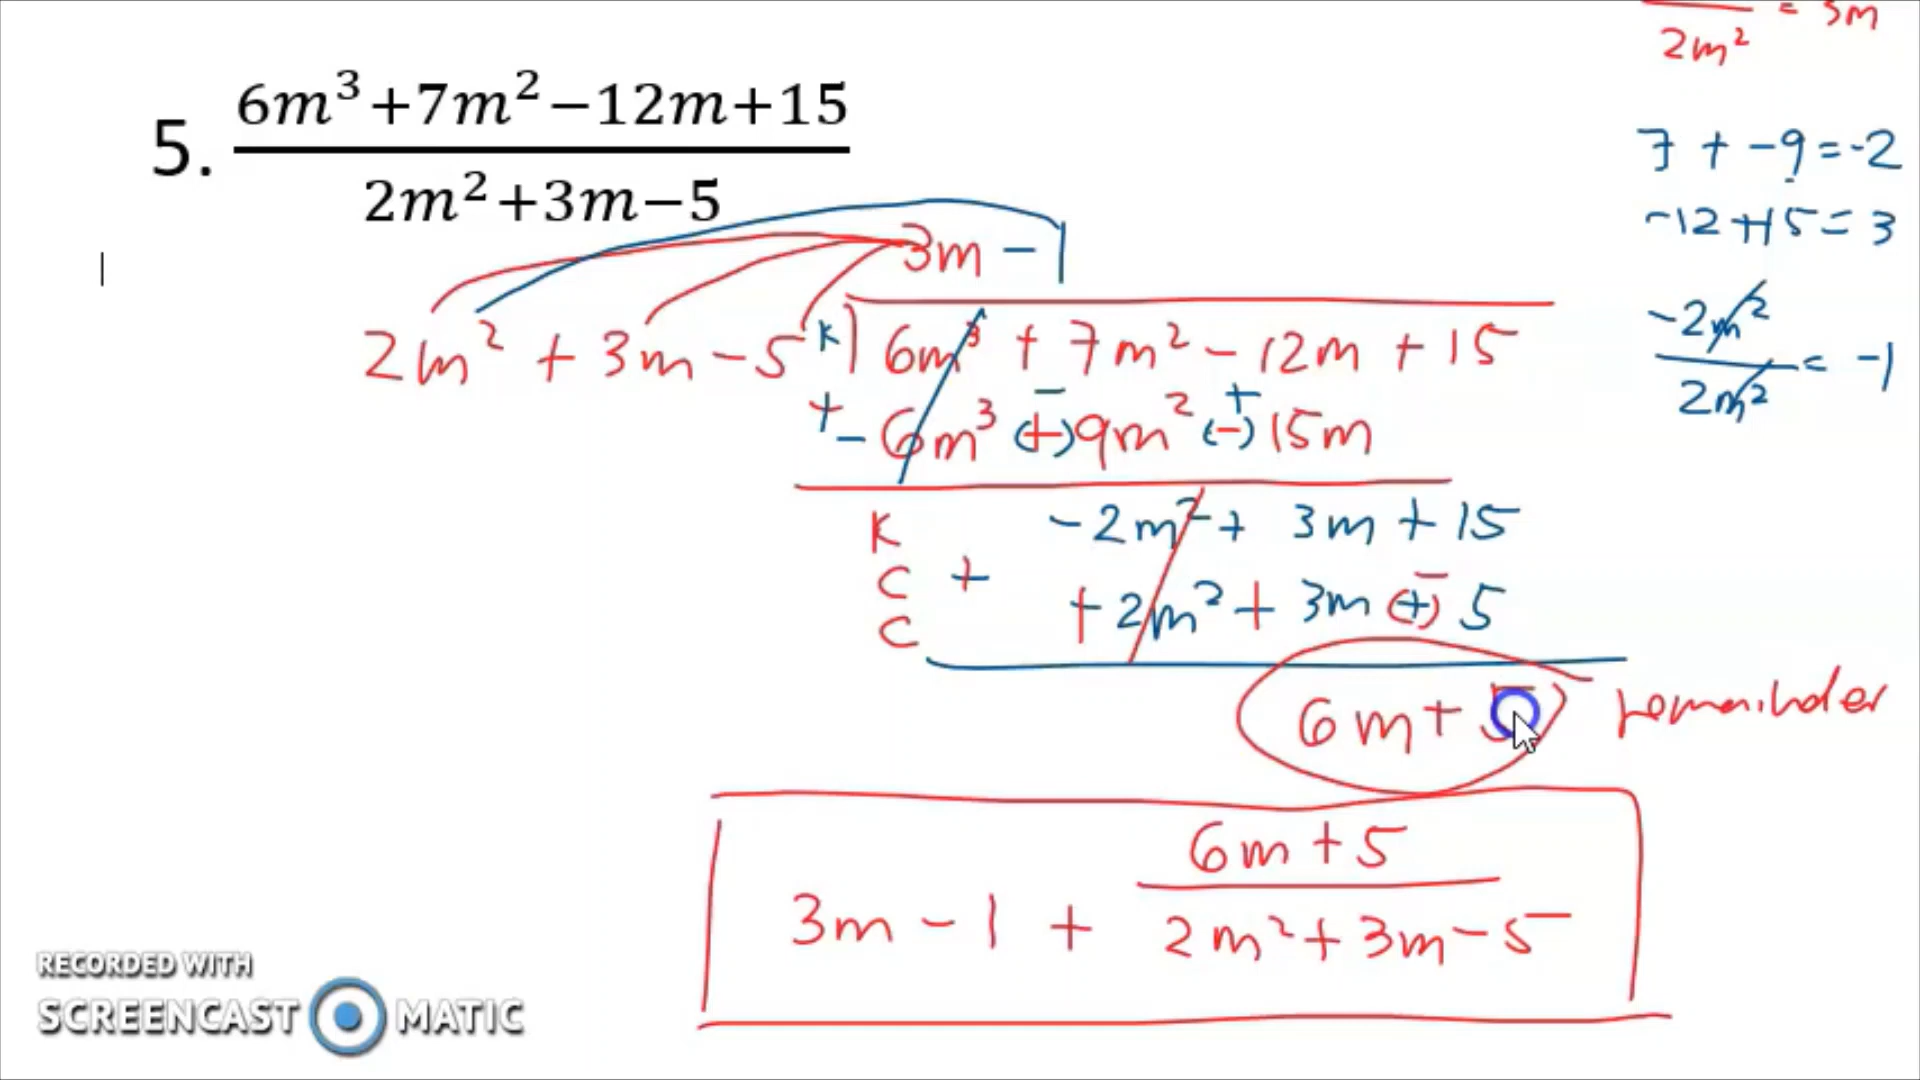 = 3m
2m²
5. (6m³+7m²−12m+15)/(2m²+3m−5)
7 + -9 = -2
-12 + 15 = 3
-2m²/2m² = -1
3m - 1
2m² + 3m - 5 K) 6m³ + 7m² - 12m + 15
+ - 6m³ (+) - 9m² (-) + 15m
K
C
C
-2m² + 3m + 15
+ + 2m² + 3m (+) - 5
6m + 5 remainder
3m - 1 + (6m + 5)/(2m² + 3m - 5)
RECORDED WITH
SCREENCAST MATIC